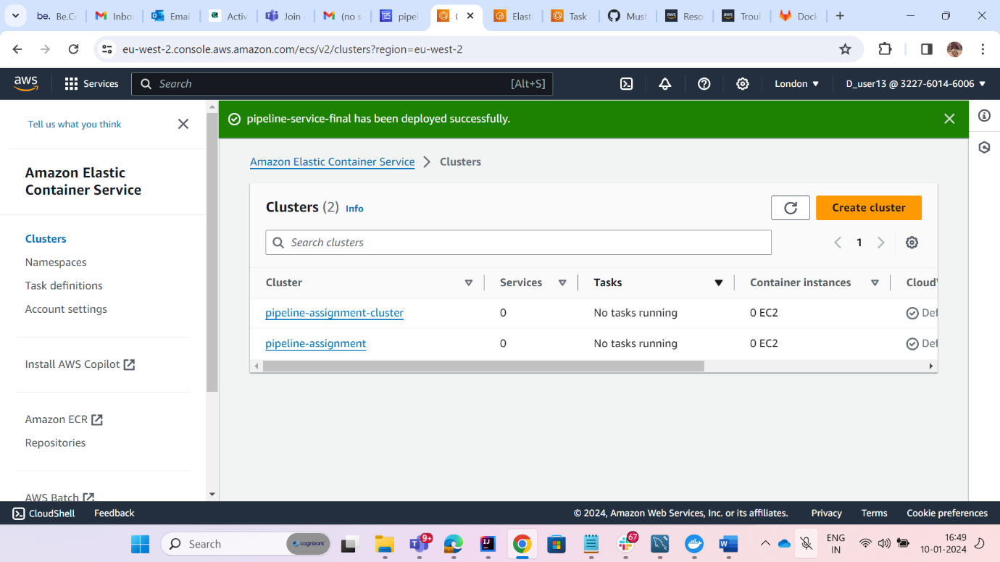 be. Be.Co
Inbo
Emai
Activ
Join
(no s
pipel
Elasti
Task
Must
Reso
Trou
Dock
eu-west-2.console.aws.amazon.com/ecs/v2/clusters?region=eu-west-2
aws
Services
Search
[Alt+S]
London
D_user13 @ 3227-6014-6006
Tell us what you think
pipeline-service-final has been deployed successfully.
Amazon Elastic
Container Service
Clusters
Namespaces
Task definitions
Account settings
Install AWS Copilot
Amazon ECR
Repositories
AWS Batch
Amazon Elastic Container Service
Clusters
Clusters (2) Info
Create cluster
Search clusters
1
Cluster Services Tasks Container instances CloudW
pipeline-assignment-cluster 0 No tasks running 0 EC2 Def
pipeline-assignment 0 No tasks running 0 EC2 Def
CloudShell Feedback © 2024, Amazon Web Services, Inc. or its affiliates. Privacy Terms Cookie preferences
Search
cognizant
9+
67
ENG
IN
16:49
10-01-2024